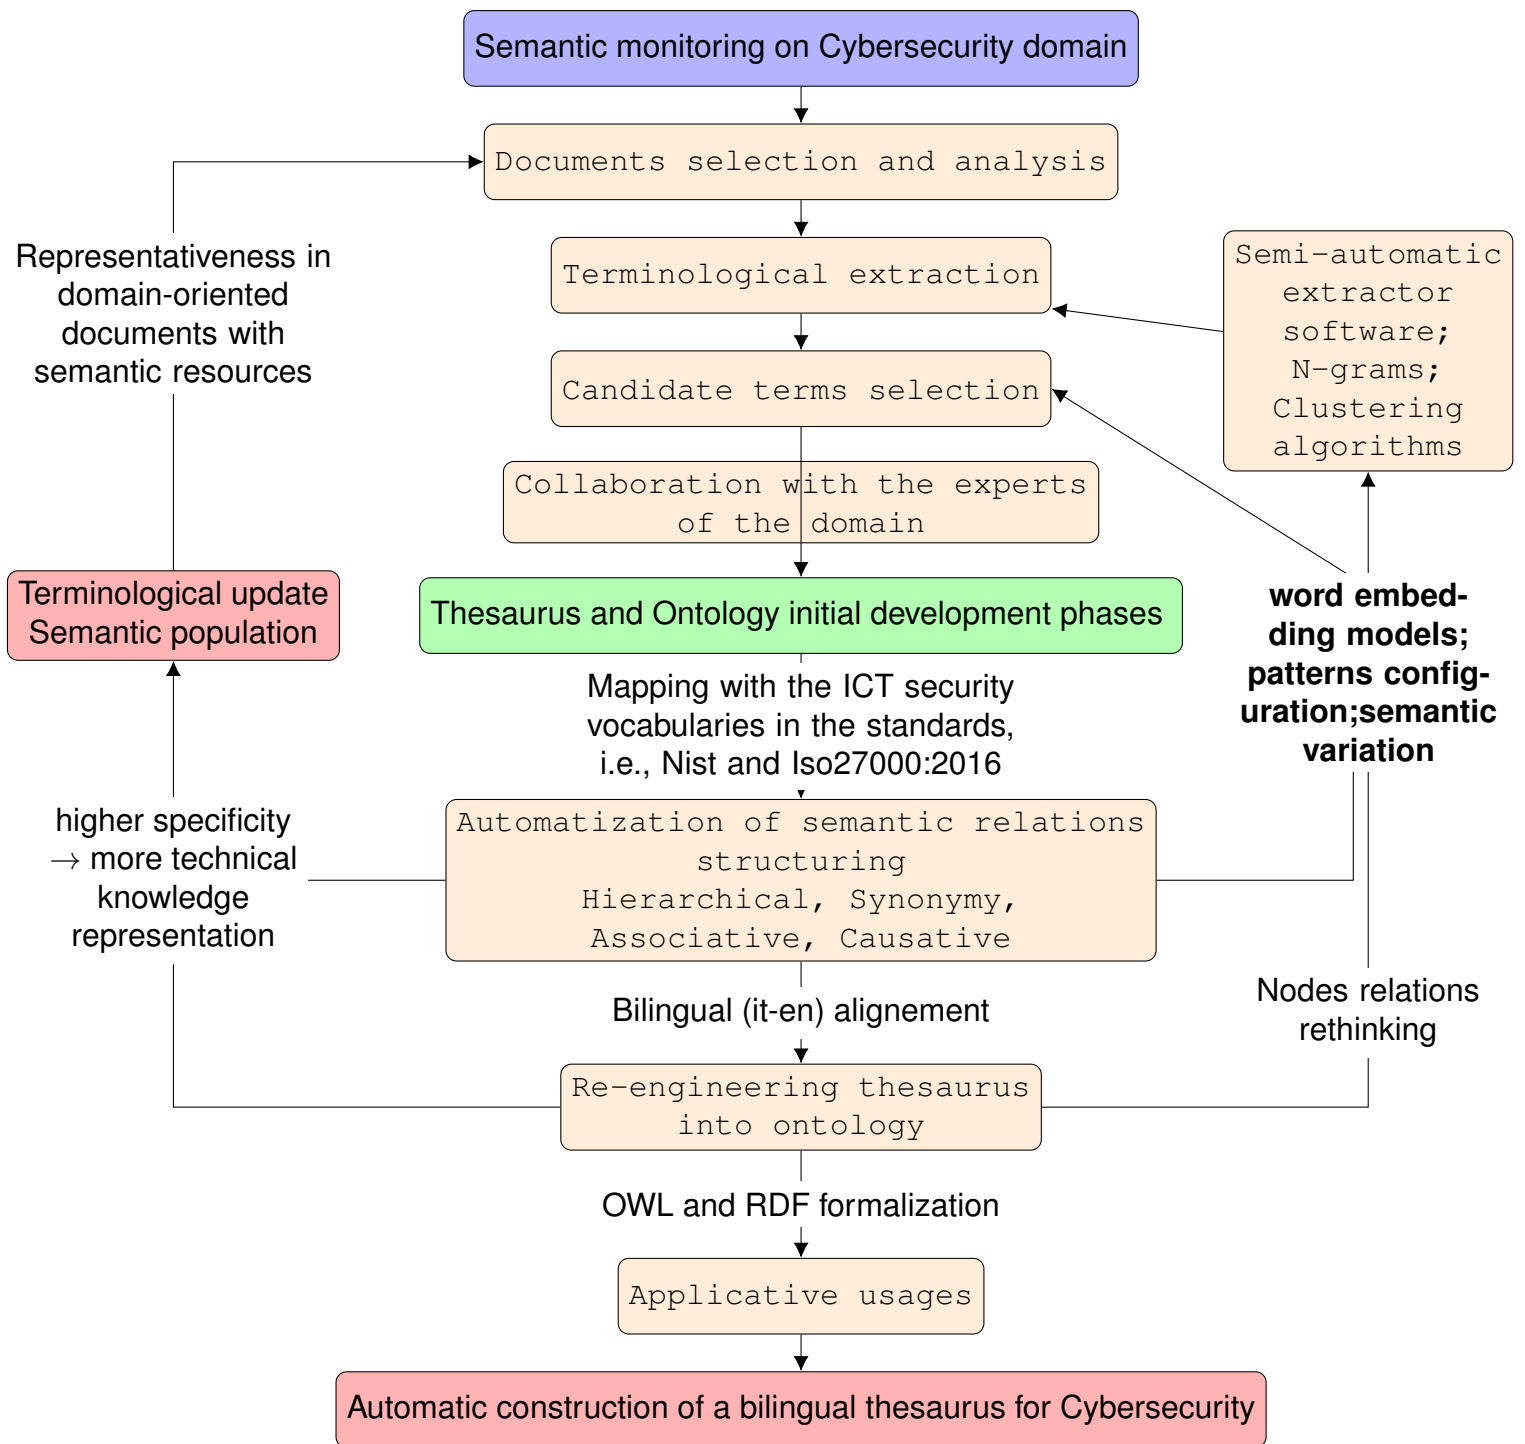 Semantic monitoring on Cybersecurity domain
Documents selection and analysis
Representativeness in
domain-oriented
documents with
semantic resources
Terminological extraction
Semi-automatic
extractor
software;
N-grams;
Clustering
algorithms
Candidate terms selection
Collaboration with the experts
of the domain
Terminological update
Semantic population
Thesaurus and Ontology initial development phases
word embed-
ding models;
patterns config-
uration;semantic
variation
Mapping with the ICT security
vocabularies in the standards,
i.e., Nist and Iso27000:2016
higher specificity
→ more technical
knowledge
representation
Automatization of semantic relations
structuring
Hierarchical, Synonymy,
Associative, Causative
Bilingual (it-en) alignement
Nodes relations
rethinking
Re-engineering thesaurus
into ontology
OWL and RDF formalization
Applicative usages
Automatic construction of a bilingual thesaurus for Cybersecurity